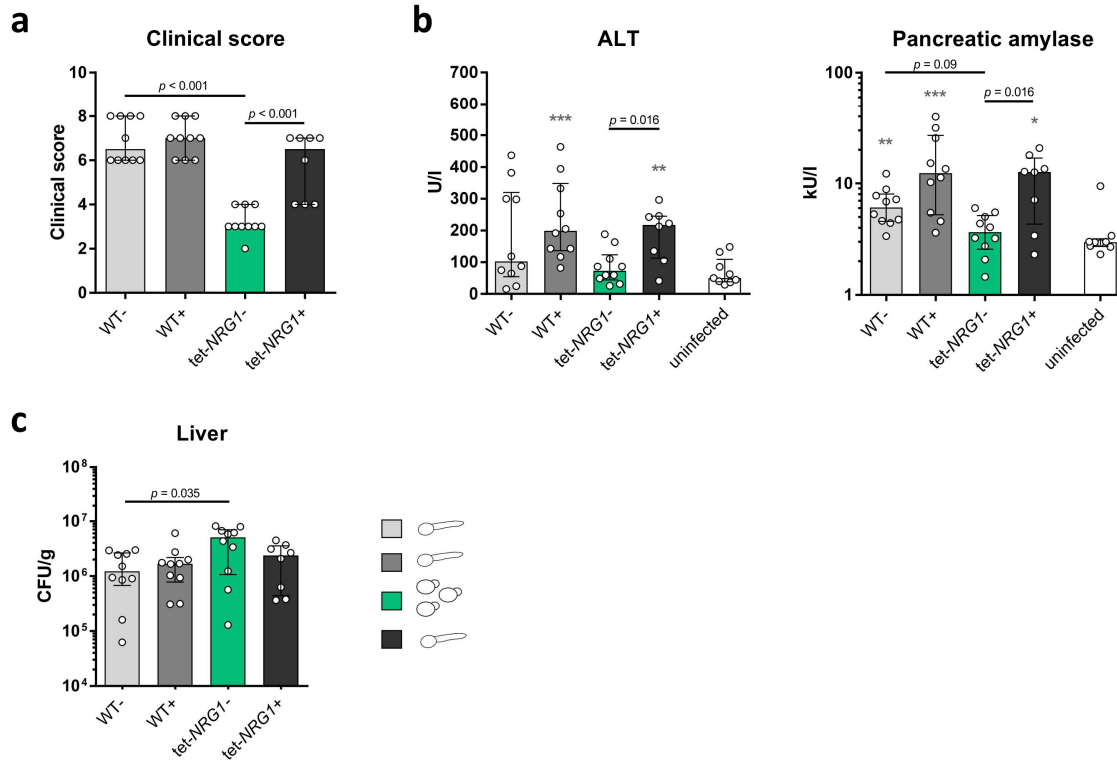 a
Clinical score
Clinical score
10
8
6
4
2
0
p < 0.001
p < 0.001
WT-
WT+
tet-NRG1-
tet-NRG1+
b
ALT
U/l
700
600
500
400
300
200
100
0
***
p = 0.016
**
WT-
WT+
tet-NRG1-
tet-NRG1+
uninfected
Pancreatic amylase
kU/l
100
10
1
p = 0.09
***
p = 0.016
**
*
WT-
WT+
tet-NRG1-
tet-NRG1+
uninfected
c
Liver
CFU/g
10⁸
10⁷
10⁶
10⁵
10⁴
p = 0.035
WT-
WT+
tet-NRG1-
tet-NRG1+